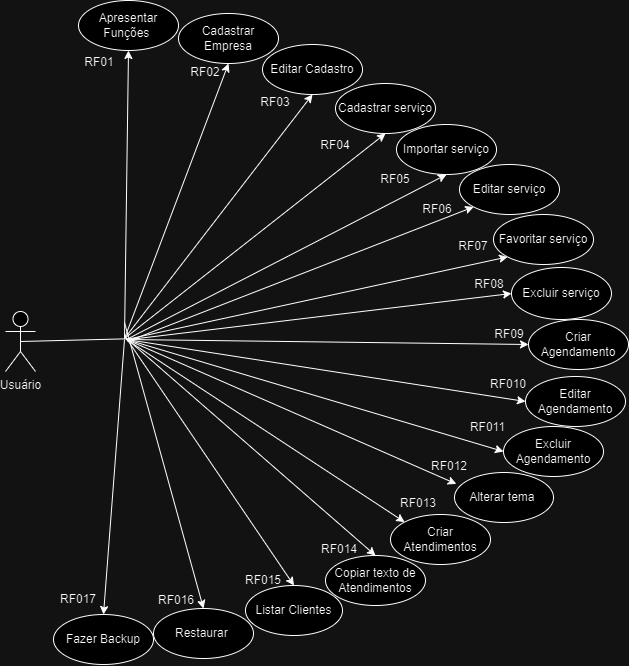 Apresentar
Funções
RF01
Cadastrar
Empresa
RF02
Editar Cadastro
RF03
Cadastrar serviço
RF04
Importar serviço
RF05
Editar serviço
RF06
Favoritar serviço
RF07
Excluir serviço
RF08
Criar
Agendamento
RF09
Usuário
Editar
Agendamento
RF010
Excluir
Agendamento
RF011
Alterar tema
RF012
Criar
Atendimentos
RF013
Copiar texto de
Atendimentos
RF014
Listar Clientes
RF015
Restaurar
RF016
Fazer Backup
RF017